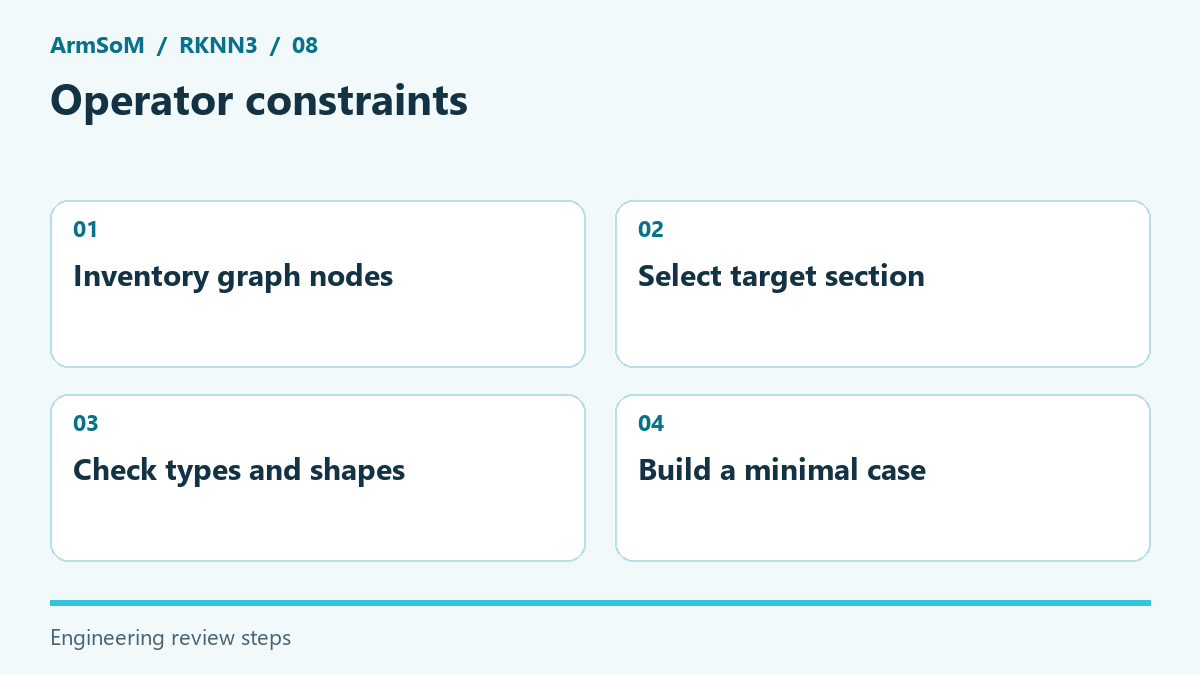 ArmSoM / RKNN3 / 08
Operator constraints
01
Inventory graph nodes
02
Select target section
03
Check types and shapes
04
Build a minimal case
Engineering review steps